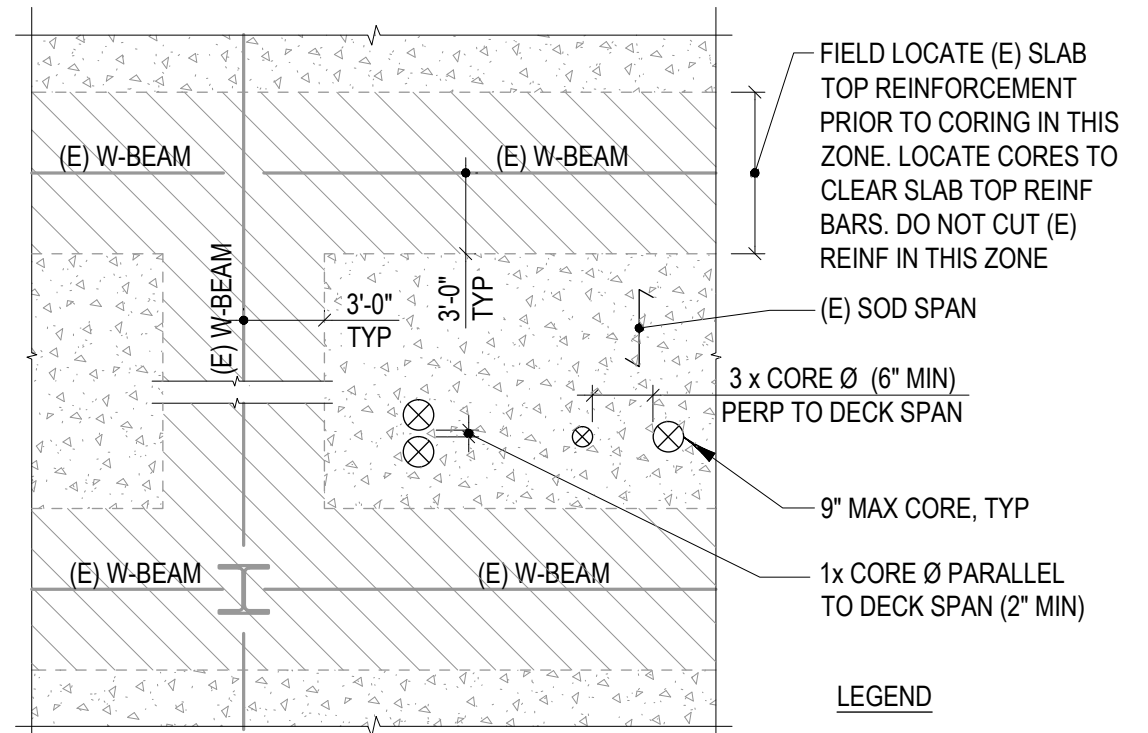 FIELD LOCATE (E) SLAB
TOP REINFORCEMENT
PRIOR TO CORING IN THIS
ZONE. LOCATE CORES TO
CLEAR SLAB TOP REINF
BARS. DO NOT CUT (E)
REINF IN THIS ZONE
(E) W-BEAM
(E) W-BEAM
(E) W-BEAM
3'-0"
TYP
3'-0"
TYP
(E) SOD SPAN
3 x CORE Ø (6" MIN)
PERP TO DECK SPAN
9" MAX CORE, TYP
(E) W-BEAM
(E) W-BEAM
1x CORE Ø PARALLEL
TO DECK SPAN (2" MIN)
LEGEND